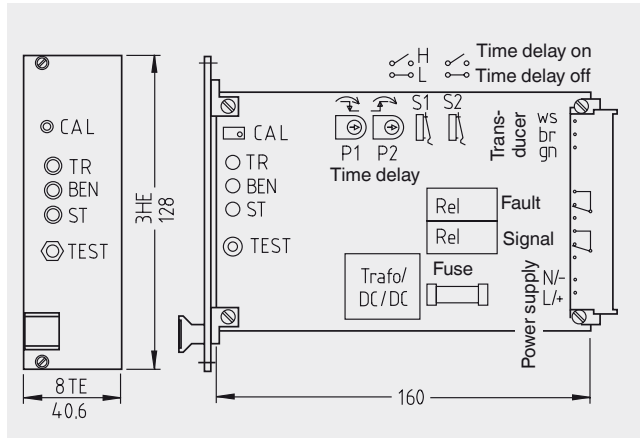 CAL
TR
BEN
ST
TEST
3HE
128
8 TE
40,6
H
L
Time delay on
Time delay off
S1 S2
P1 P2
Time delay
CAL
TR
BEN
ST
TEST
Trans-
ducer
ws
br
gn
Rel
Fault
Rel
Signal
Trafo/
DC/DC
Fuse
Power supply
N/-
L/+
160